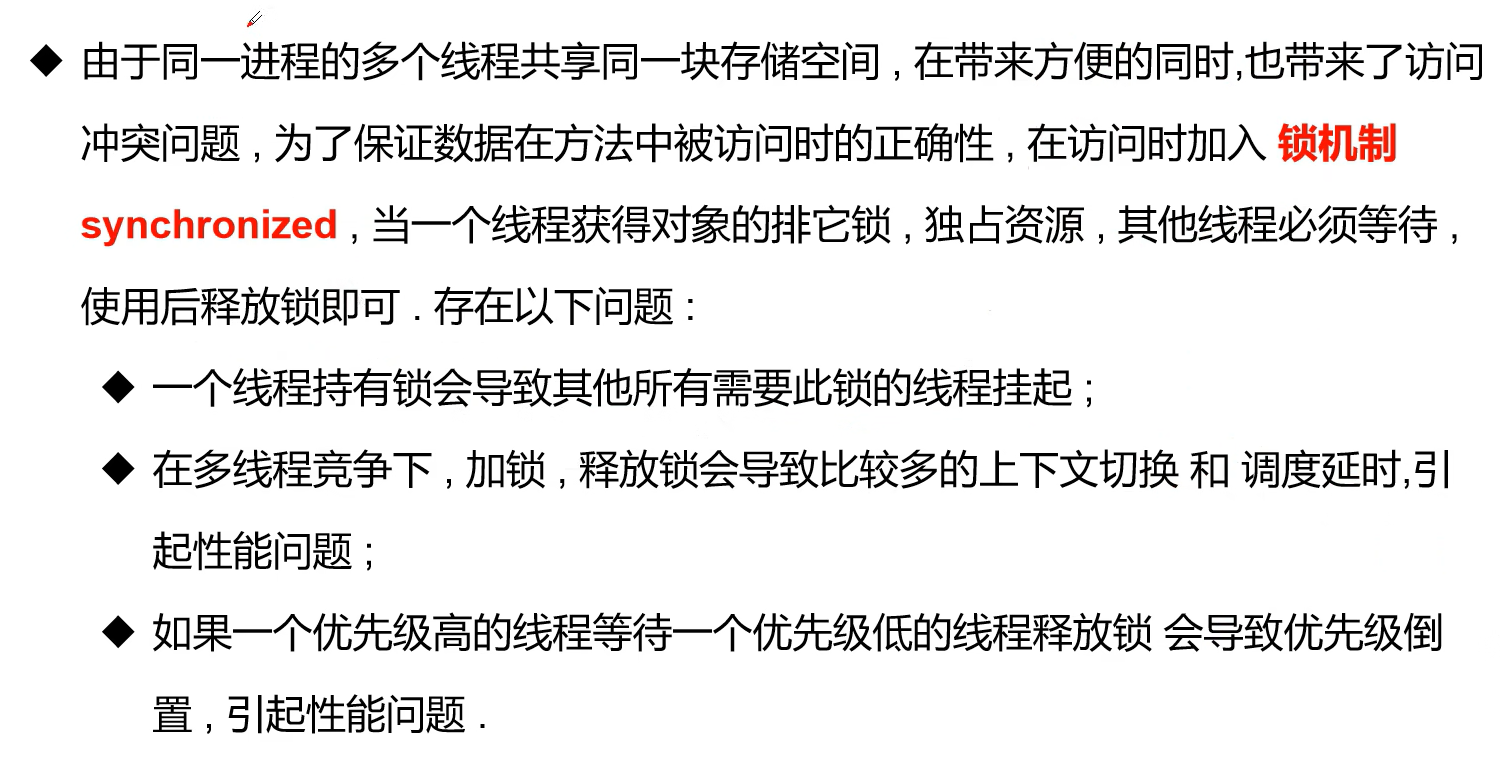 ◆ 由于同一进程的多个线程共享同一块存储空间 , 在带来方便的同时,也带来了访问
冲突问题 , 为了保证数据在方法中被访问时的正确性 , 在访问时加入 锁机制
synchronized , 当一个线程获得对象的排它锁 , 独占资源 , 其他线程必须等待 ,
使用后释放锁即可 . 存在以下问题 :
◆ 一个线程持有锁会导致其他所有需要此锁的线程挂起 ;
◆ 在多线程竞争下 , 加锁 , 释放锁会导致比较多的上下文切换 和 调度延时,引
起性能问题 ;
◆ 如果一个优先级高的线程等待一个优先级低的线程释放锁 会导致优先级倒
置 , 引起性能问题 .